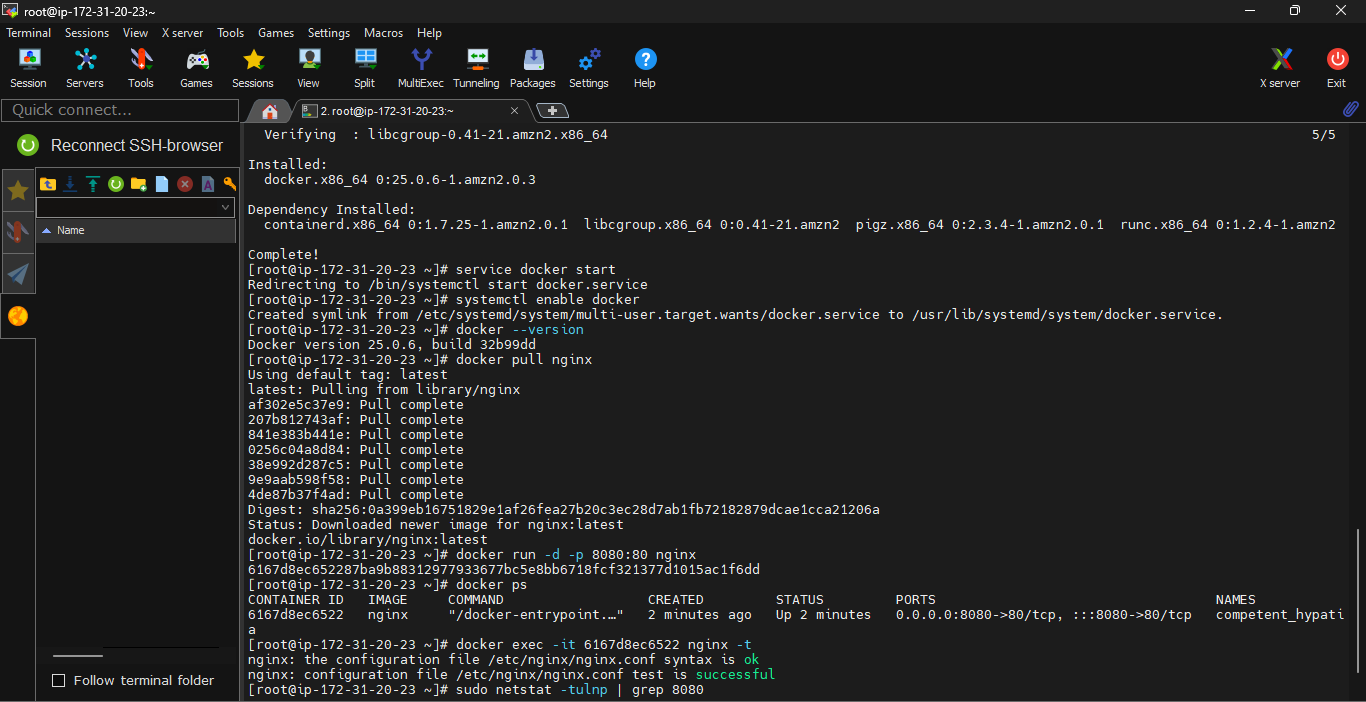 root@ip-172-31-20-23:~
Terminal Sessions View X server Tools Games Settings Macros Help
Session Servers Tools Games Sessions View Split MultiExec Tunneling Packages Settings Help X server Exit
Quick connect...
2. root@ip-172-31-20-23:~
Reconnect SSH-browser
Name
Follow terminal folder
Verifying : libcgroup-0.41-21.amzn2.x86_64 5/5
Installed:
docker.x86_64 0:25.0.6-1.amzn2.0.3
Dependency Installed:
containerd.x86_64 0:1.7.25-1.amzn2.0.1 libcgroup.x86_64 0:0.41-21.amzn2 pigz.x86_64 0:2.3.4-1.amzn2.0.1 runc.x86_64 0:1.2.4-1.amzn2
Complete!
[root@ip-172-31-20-23 ~]# service docker start
Redirecting to /bin/systemctl start docker.service
[root@ip-172-31-20-23 ~]# systemctl enable docker
Created symlink from /etc/systemd/system/multi-user.target.wants/docker.service to /usr/lib/systemd/system/docker.service.
[root@ip-172-31-20-23 ~]# docker --version
Docker version 25.0.6, build 32b99dd
[root@ip-172-31-20-23 ~]# docker pull nginx
Using default tag: latest
latest: Pulling from library/nginx
af302e5c37e9: Pull complete
207b812743af: Pull complete
841e383b441e: Pull complete
0256c04a8d84: Pull complete
38e992d287c5: Pull complete
9e9aab598f58: Pull complete
4de87b37f4ad: Pull complete
Digest: sha256:0a399eb16751829e1af26fea27b20c3ec28d7ab1fb72182879dcae1cca21206a
Status: Downloaded newer image for nginx:latest
docker.io/library/nginx:latest
[root@ip-172-31-20-23 ~]# docker run -d -p 8080:80 nginx
6167d8ec652287ba9b88312977933677bc5e8bb6718fcf321377d1015ac1f6dd
[root@ip-172-31-20-23 ~]# docker ps
CONTAINER ID IMAGE COMMAND CREATED STATUS PORTS NAMES
6167d8ec6522 nginx "/docker-entrypoint.…" 2 minutes ago Up 2 minutes 0.0.0.0:8080->80/tcp, :::8080->80/tcp competent_hypati
a
[root@ip-172-31-20-23 ~]# docker exec -it 6167d8ec6522 nginx -t
nginx: the configuration file /etc/nginx/nginx.conf syntax is ok
nginx: configuration file /etc/nginx/nginx.conf test is successful
[root@ip-172-31-20-23 ~]# sudo netstat -tulnp | grep 8080